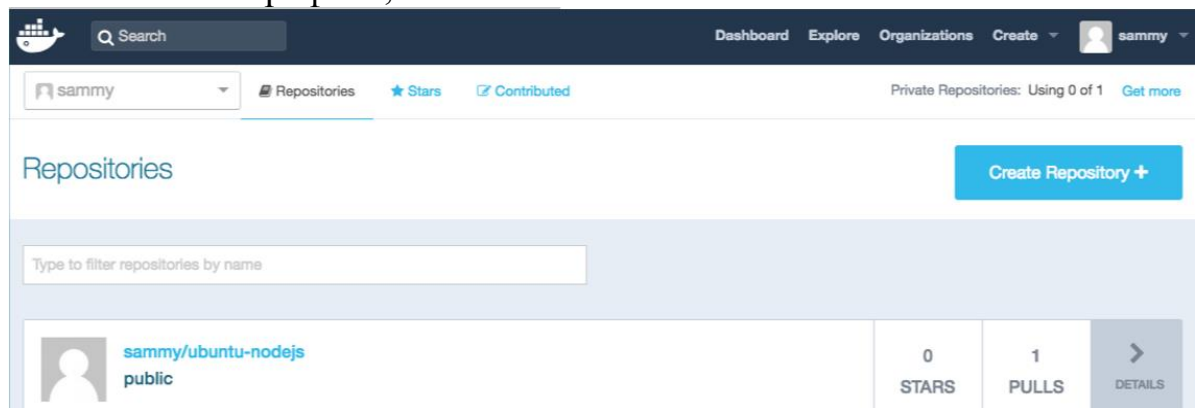 Search
Dashboard Explore Organizations Create sammy
sammy Repositories Stars Contributed Private Repositories: Using 0 of 1 Get more
Repositories
Create Repository +
Type to filter repositories by name
sammy/ubuntu-nodejs
public
0
STARS
1
PULLS
DETAILS